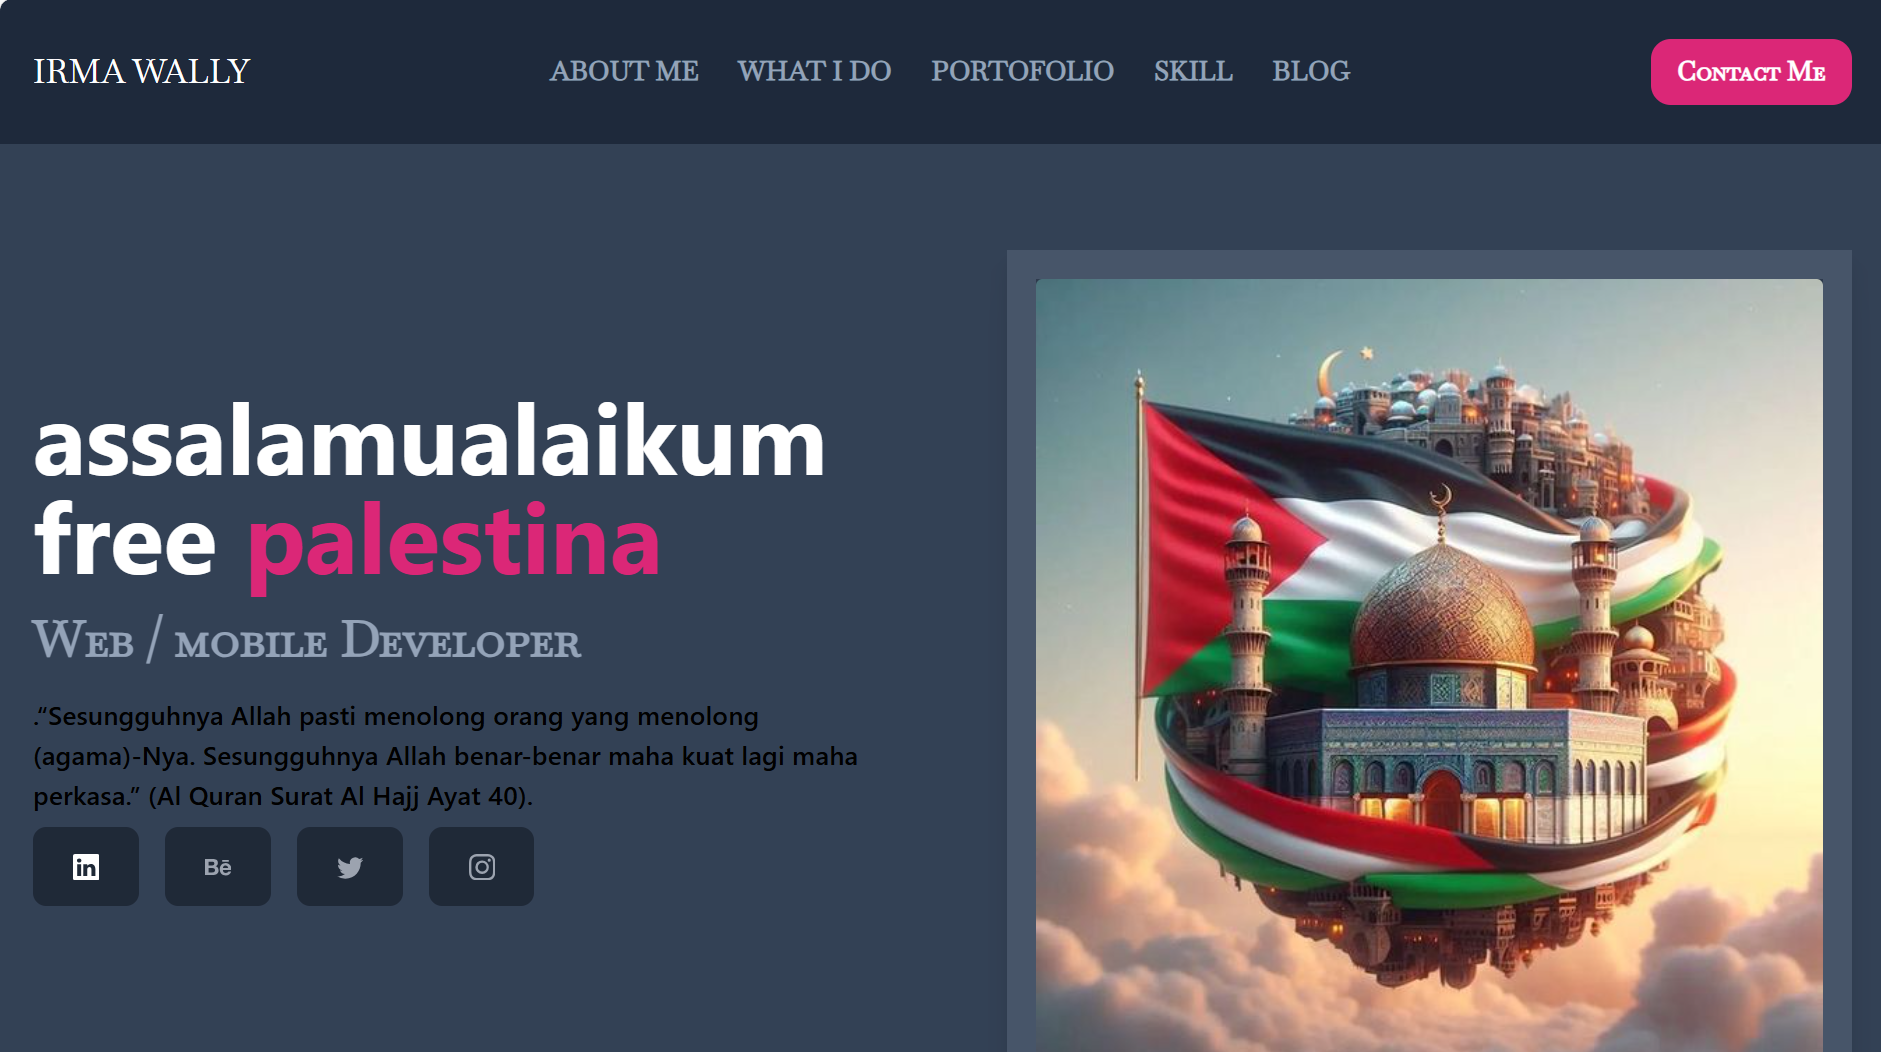 IRMA WALLY
ABOUT ME
WHAT I DO
PORTOFOLIO
SKILL
BLOG
Contact Me
assalamualaikum
free palestina
Web / mobile Developer
.“Sesungguhnya Allah pasti menolong orang yang menolong
(agama)-Nya. Sesungguhnya Allah benar-benar maha kuat lagi maha
perkasa.” (Al Quran Surat Al Hajj Ayat 40).
in
Bē